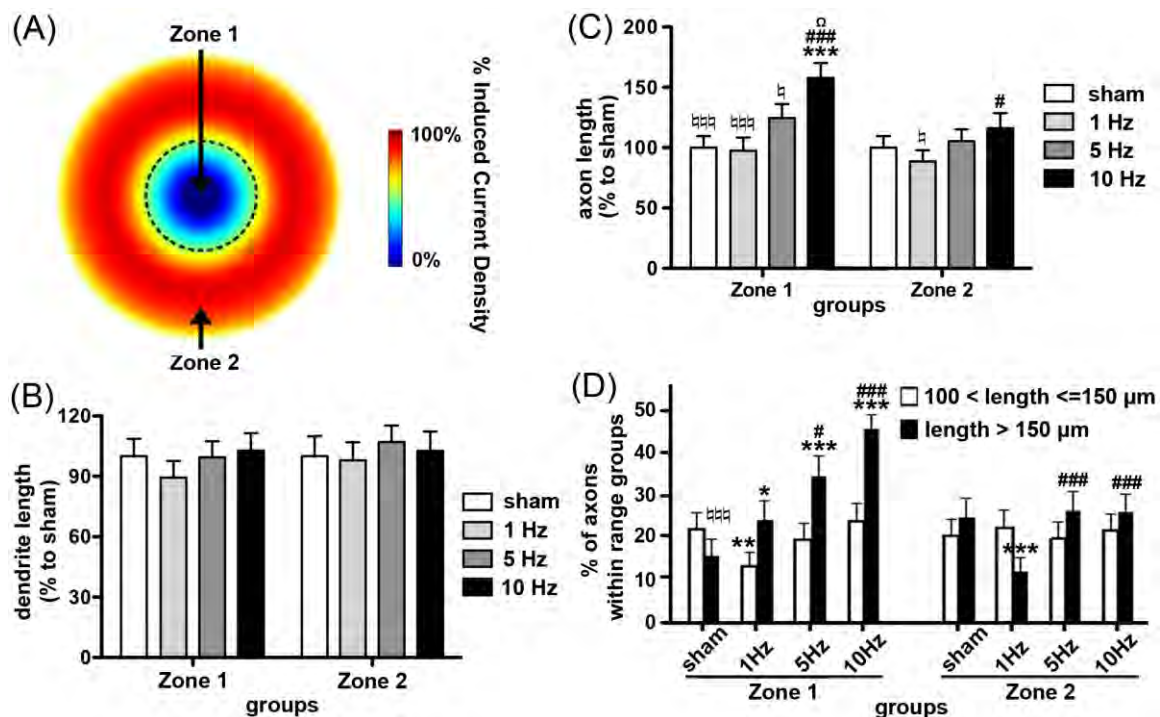 (A)
Zone 1
Zone 2
100%
0%
% Induced Current Density
(B)
dendrite length
(% to sham)
120
90
60
30
0
Zone 1
Zone 2
groups
sham
1 Hz
5 Hz
10 Hz
(C)
axon length
(% to sham)
200
150
100
50
0
♮♮♮
♮♮♮
♮
Ω
###
***
♮
#
Zone 1
Zone 2
groups
sham
1 Hz
5 Hz
10 Hz
(D)
% of axons
within range groups
50
40
30
20
10
0
100 < length <=150 µm
length > 150 µm
♮♮♮
**
*
#
***
###
***
***
###
###
sham
1Hz
5Hz
10Hz
sham
1Hz
5Hz
10Hz
Zone 1
Zone 2
groups